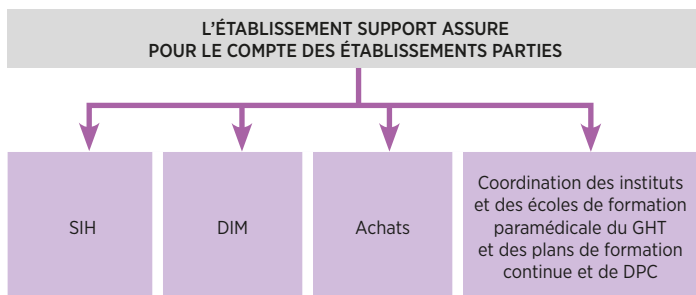 L'ÉTABLISSEMENT SUPPORT ASSURE
POUR LE COMPTE DES ÉTABLISSEMENTS PARTIES
SIH
DIM
Achats
Coordination des instituts
et des écoles de formation
paramédicale du GHT
et des plans de formation
continue et de DPC